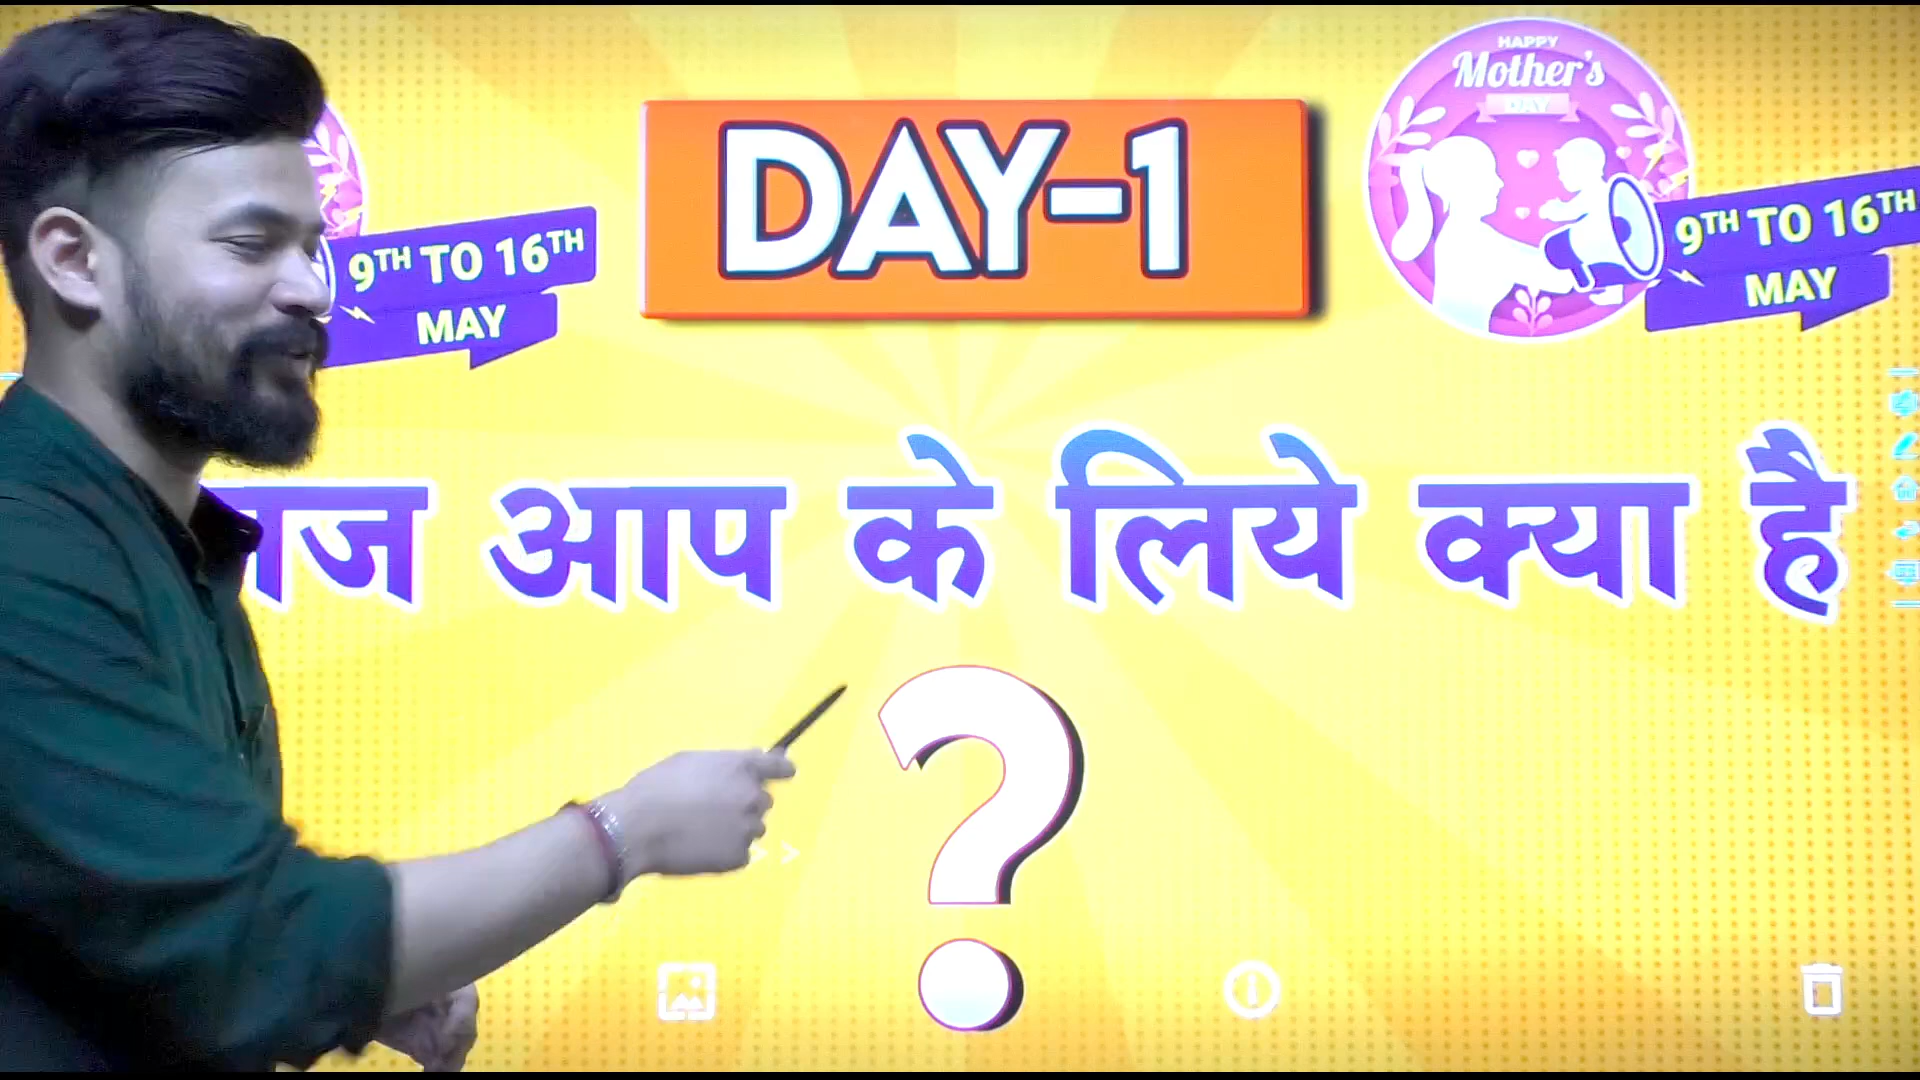 HAPPY
Mother's
DAY
DAY-1
9TH TO 16TH
MAY
9TH TO 16TH
MAY
आप के लिये क्या है
?